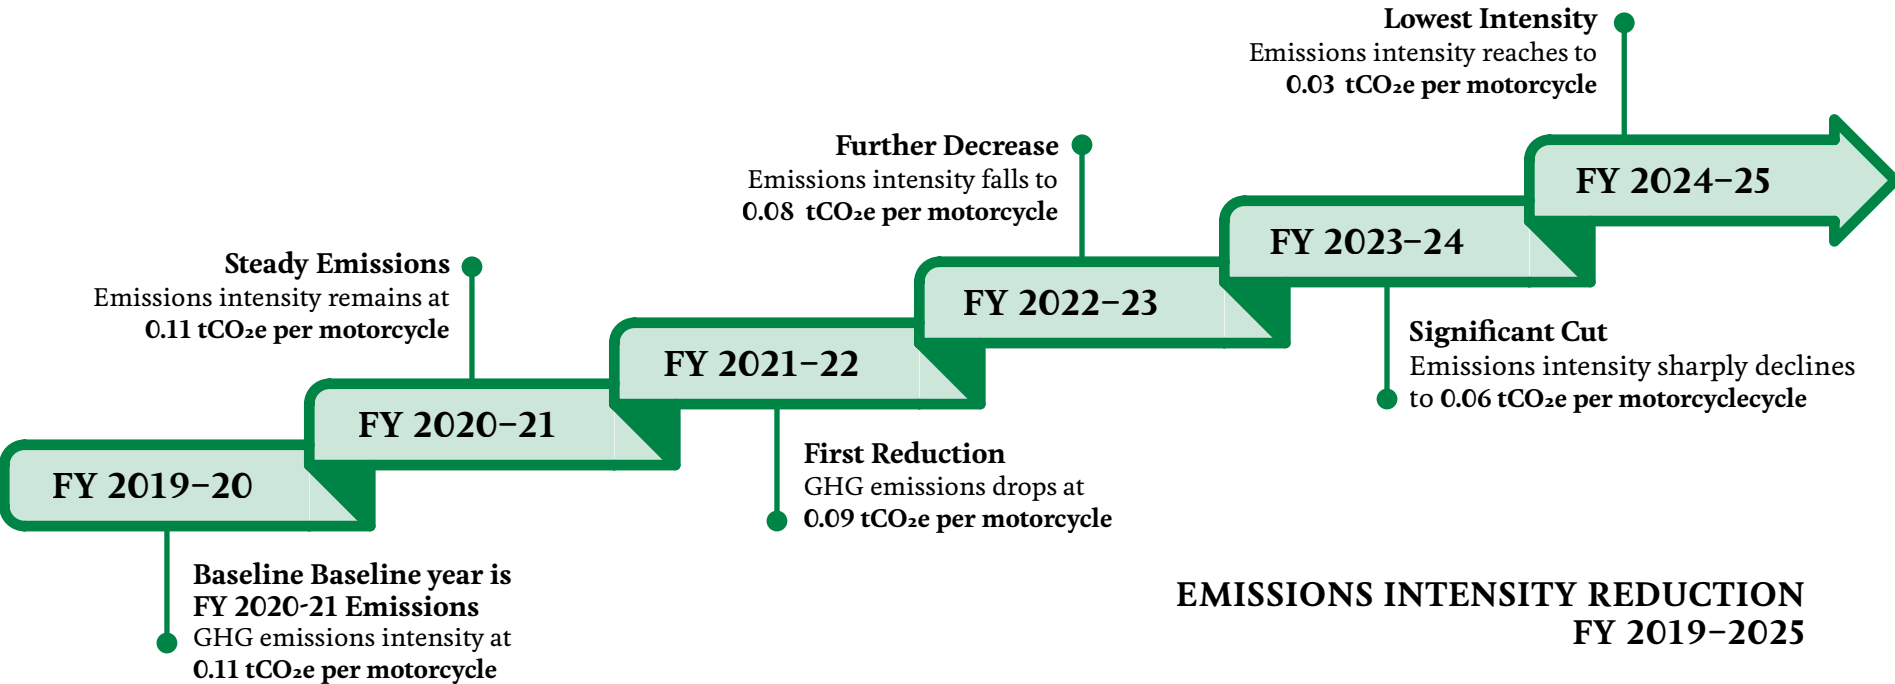 Lowest Intensity
Emissions intensity reaches to
0.03 tCO₂e per motorcycle
FY 2024–25
Further Decrease
Emissions intensity falls to
0.08 tCO₂e per motorcycle
FY 2023–24
Steady Emissions
Emissions intensity remains at
0.11 tCO₂e per motorcycle
FY 2022–23
Significant Cut
Emissions intensity sharply declines
to 0.06 tCO₂e per motorcyclecycle
FY 2021–22
FY 2020–21
First Reduction
GHG emissions drops at
0.09 tCO₂e per motorcycle
FY 2019–20
Baseline Baseline year is
FY 2020-21 Emissions
GHG emissions intensity at
0.11 tCO₂e per motorcycle
EMISSIONS INTENSITY REDUCTION
FY 2019–2025